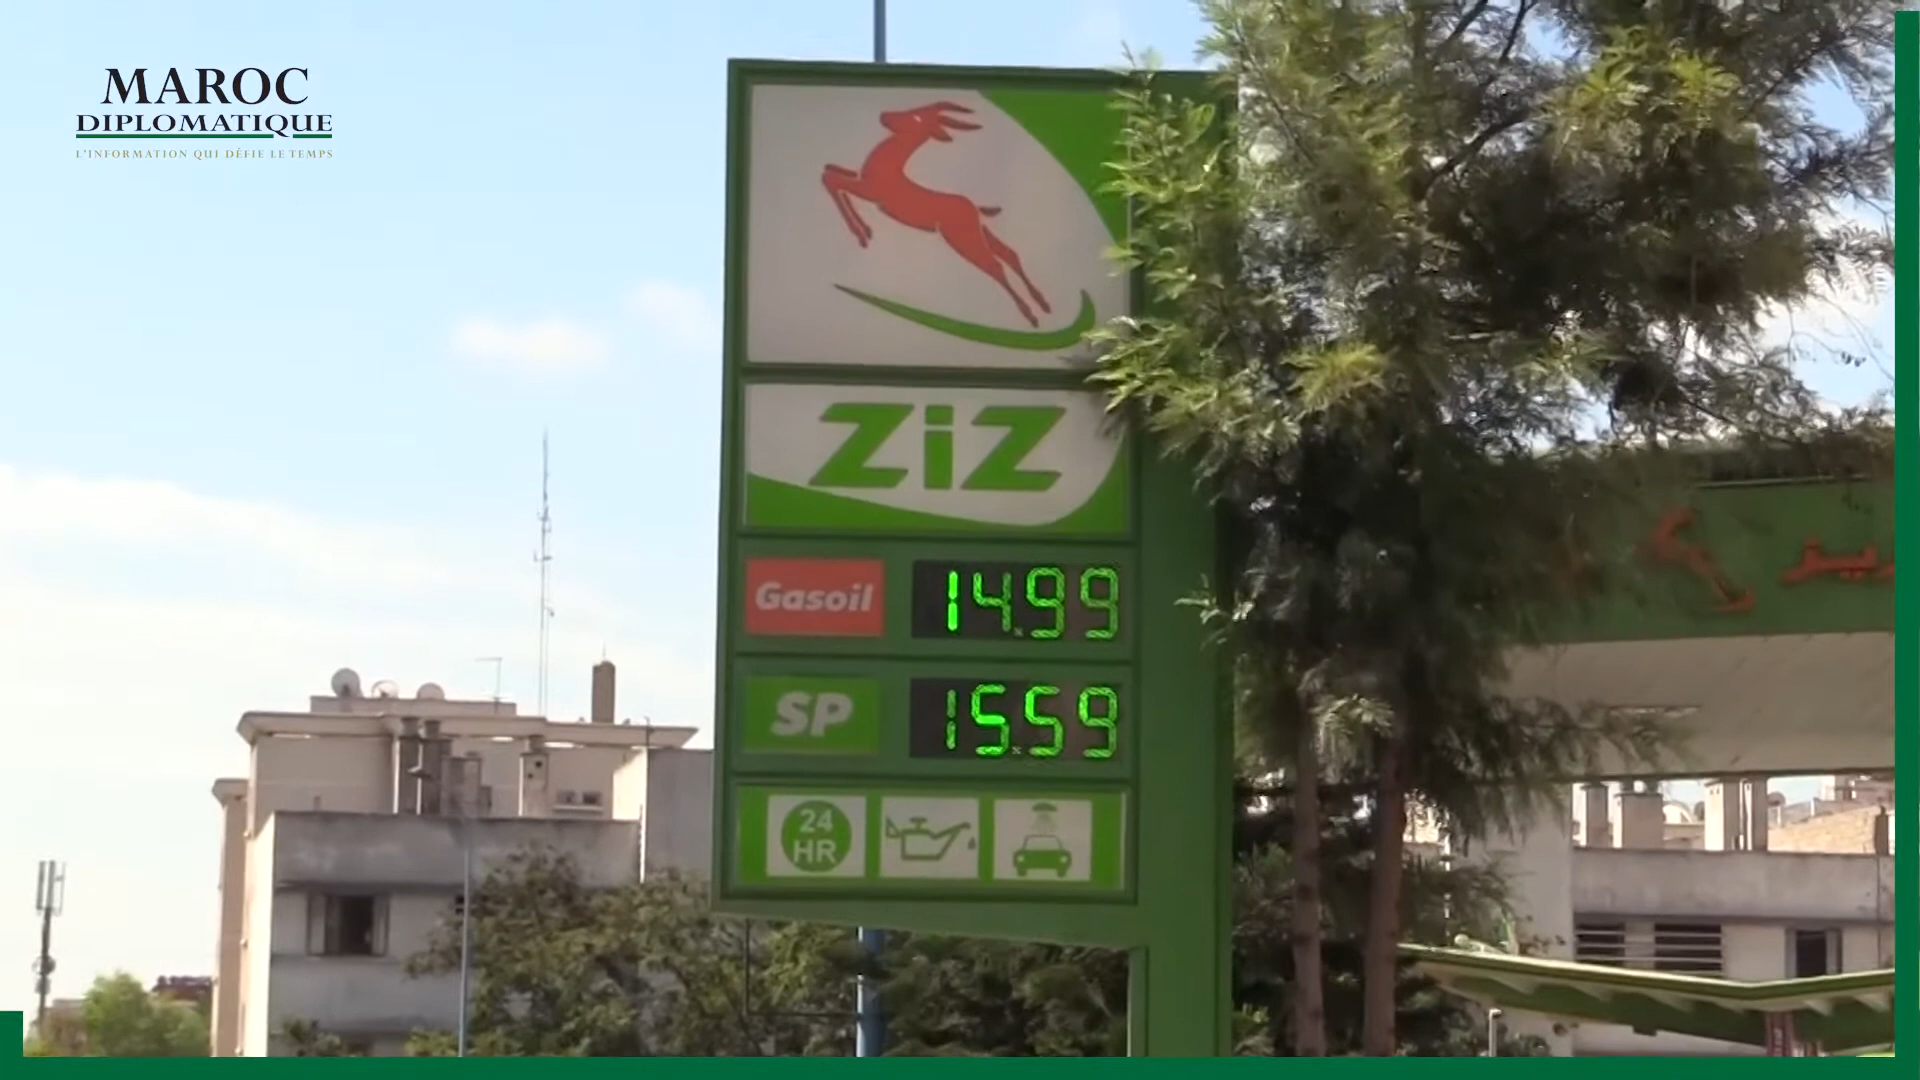 MAROC
DIPLOMATIQUE
L'INFORMATION QUI DÉFIE LE TEMPS
ZiZ
Gasoil 14.99
SP 15.59
24
HR